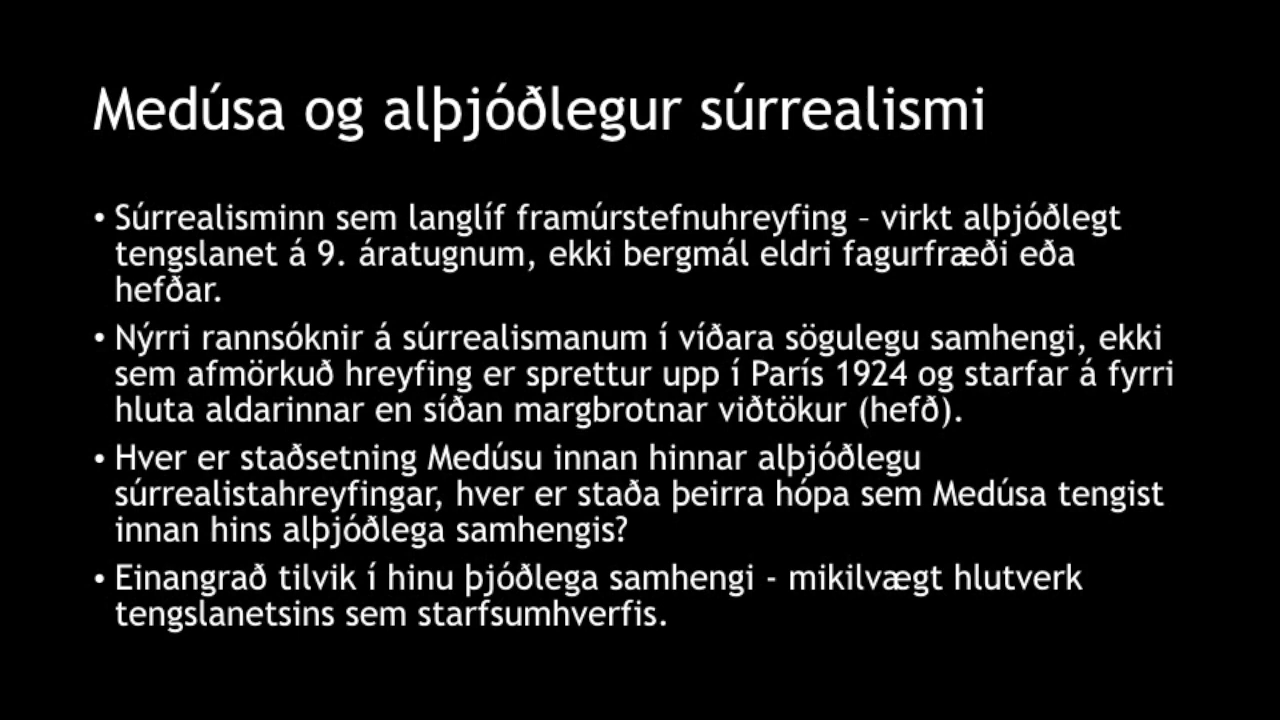 Medúsa og alþjóðlegur súrrealismi
• Súrrealisminn sem langlíf framúrstefnuhreyfing – virkt alþjóðlegt
tengslanet á 9. áratugnum, ekki bergmál eldri fagurfræði eða
hefðar.
• Nýrri rannsóknir á súrrealismanum í víðara sögulegu samhengi, ekki
sem afmörkuð hreyfing er sprettur upp í París 1924 og starfar á fyrri
hluta aldarinnar en síðan margbrotnar viðtökur (hefð).
• Hver er staðsetning Medúsu innan hinnar alþjóðlegu
súrrealistahreyfingar, hver er staða þeirra hópa sem Medúsa tengist
innan hins alþjóðlega samhengis?
• Einangrað tilvik í hinu þjóðlega samhengi - mikilvægt hlutverk
tengslanetsins sem starfsumhverfis.